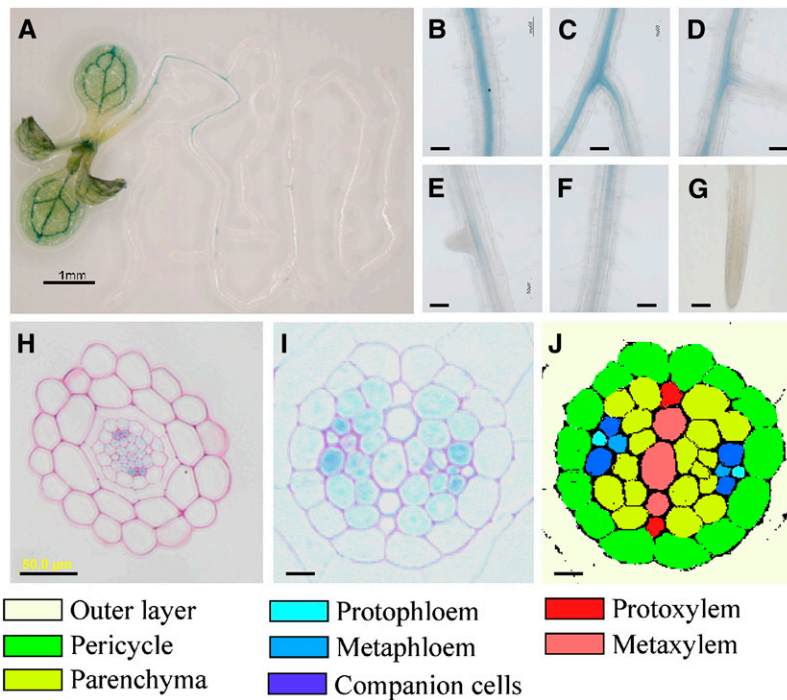 A
1mm
B
C
D
E
F
G
H
50.0 µm
I
J
Outer layer
Pericycle
Parenchyma
Protophloem
Metaphloem
Companion cells
Protoxylem
Metaxylem